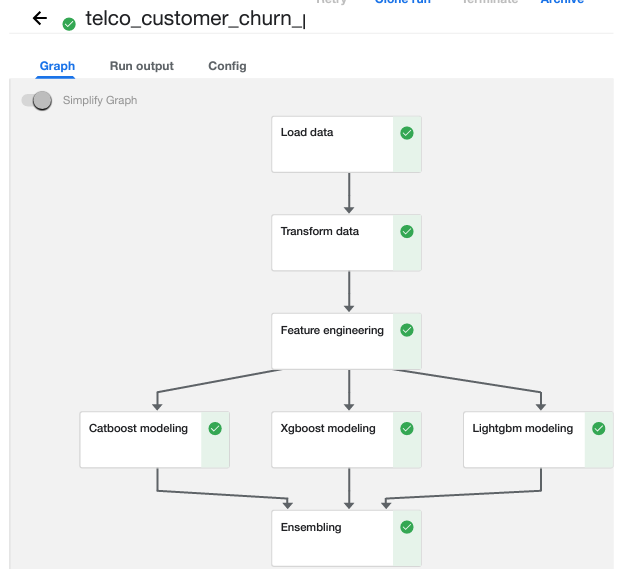 Retry Clone run Terminate Archive
telco_customer_churn_p
Graph Run output Config
Simplify Graph
Load data
Transform data
Feature engineering
Catboost modeling Xgboost modeling Lightgbm modeling
Ensembling